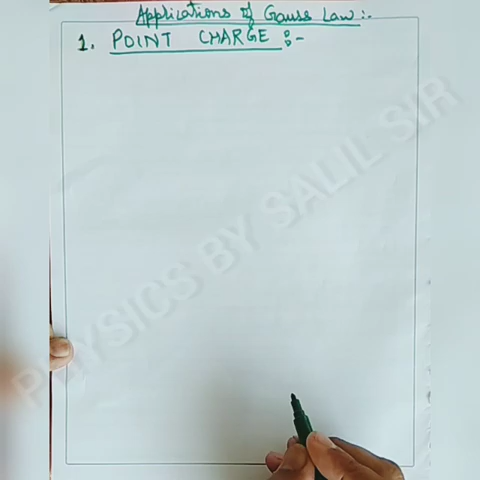 Applications of Gauss Law :-
1. POINT CHARGE :-
PHYSICS BY SALIL SIR